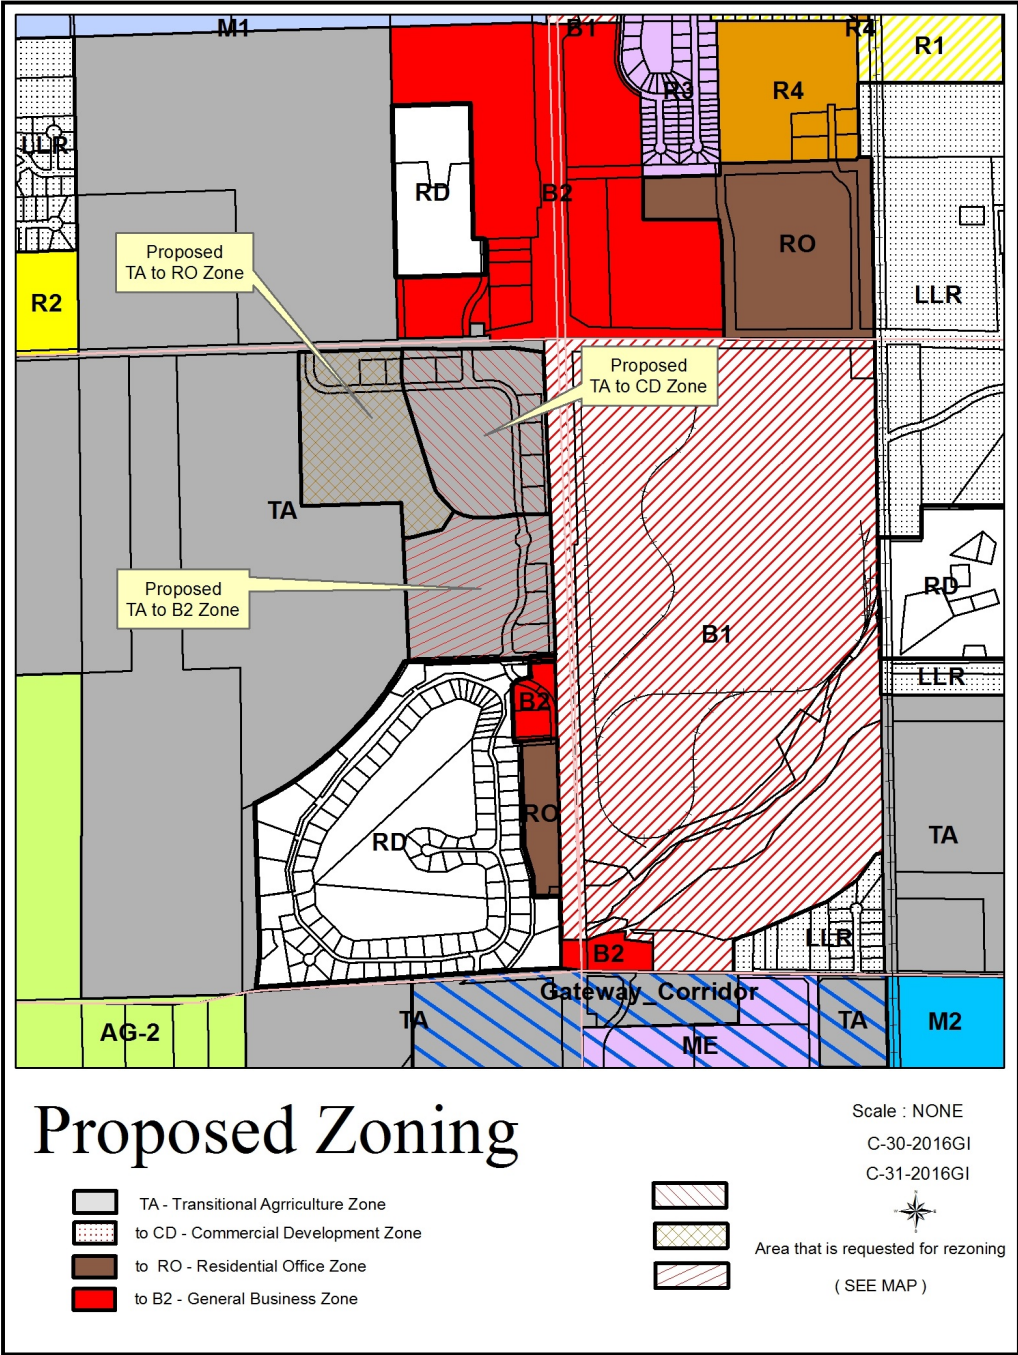 M1
B1
R4
R1
R3
R4
LLR
RD
B2
RO
Proposed
TA to RO Zone
R2
LLR
Proposed
TA to CD Zone
TA
Proposed
TA to B2 Zone
RD
B1
LLR
B2
RO
RD
TA
LLR
B2
Gateway_Corridor
TA
TA
M2
AG-2
ME
Proposed Zoning
Scale : NONE
C-30-2016GI
C-31-2016GI
TA - Transitional Agrriculture Zone
to CD - Commercial Development Zone
to RO - Residential Office Zone
to B2 - General Business Zone
Area that is requested for rezoning
( SEE MAP )